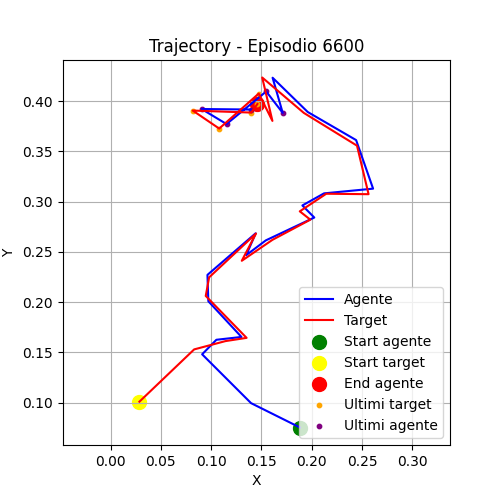 Trajectory - Episodio 6600
Y
0.40
0.35
0.30
0.25
0.20
0.15
0.10
Agente
Target
Start agente
Start target
End agente
Ultimi target
Ultimi agente
0.00 0.05 0.10 0.15 0.20 0.25 0.30
X